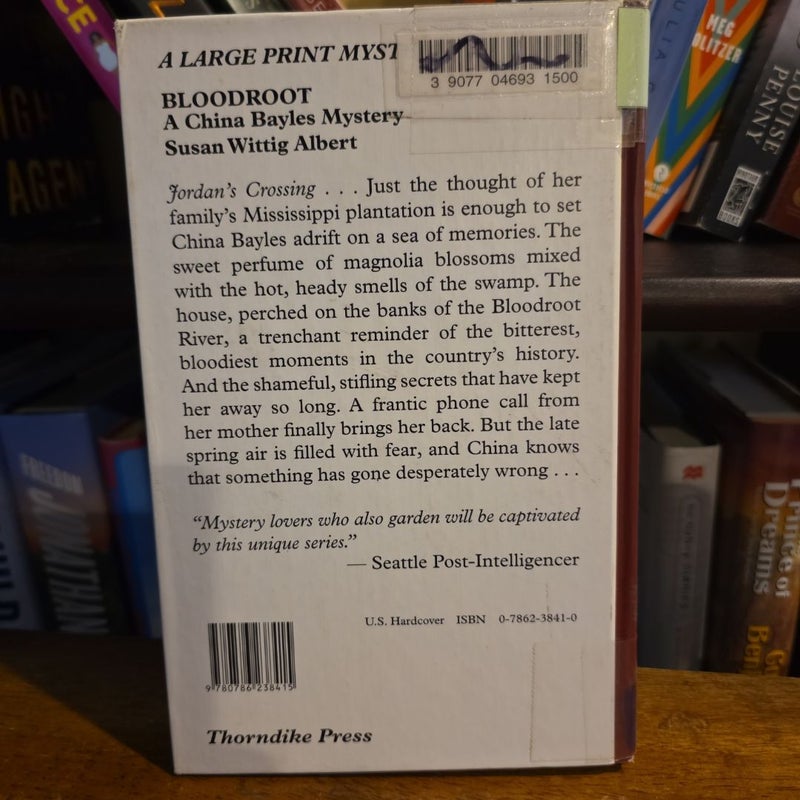 A LARGE PRINT MYST
3 9077 04693 1500
BLOODROOT
A China Bayles Mystery
Susan Wittig Albert
Jordan's Crossing . . . Just the thought of her
family's Mississippi plantation is enough to set
China Bayles adrift on a sea of memories. The
sweet perfume of magnolia blossoms mixed
with the hot, heady smells of the swamp. The
house, perched on the banks of the Bloodroot
River, a trenchant reminder of the bitterest,
bloodiest moments in the country's history.
And the shameful, stifling secrets that have kept
her away so long. A frantic phone call from
her mother finally brings her back. But the late
spring air is filled with fear, and China knows
that something has gone desperately wrong . . .
"Mystery lovers who also garden will be captivated
by this unique series."
— Seattle Post-Intelligencer
U.S. Hardcover ISBN 0-7862-3841-0
9 780786 238415
Thorndike Press
MEG
OLITZER
LOUISE
PENNY
AGENT
FREEDOM
JONATHAN
Prince of
Dreams